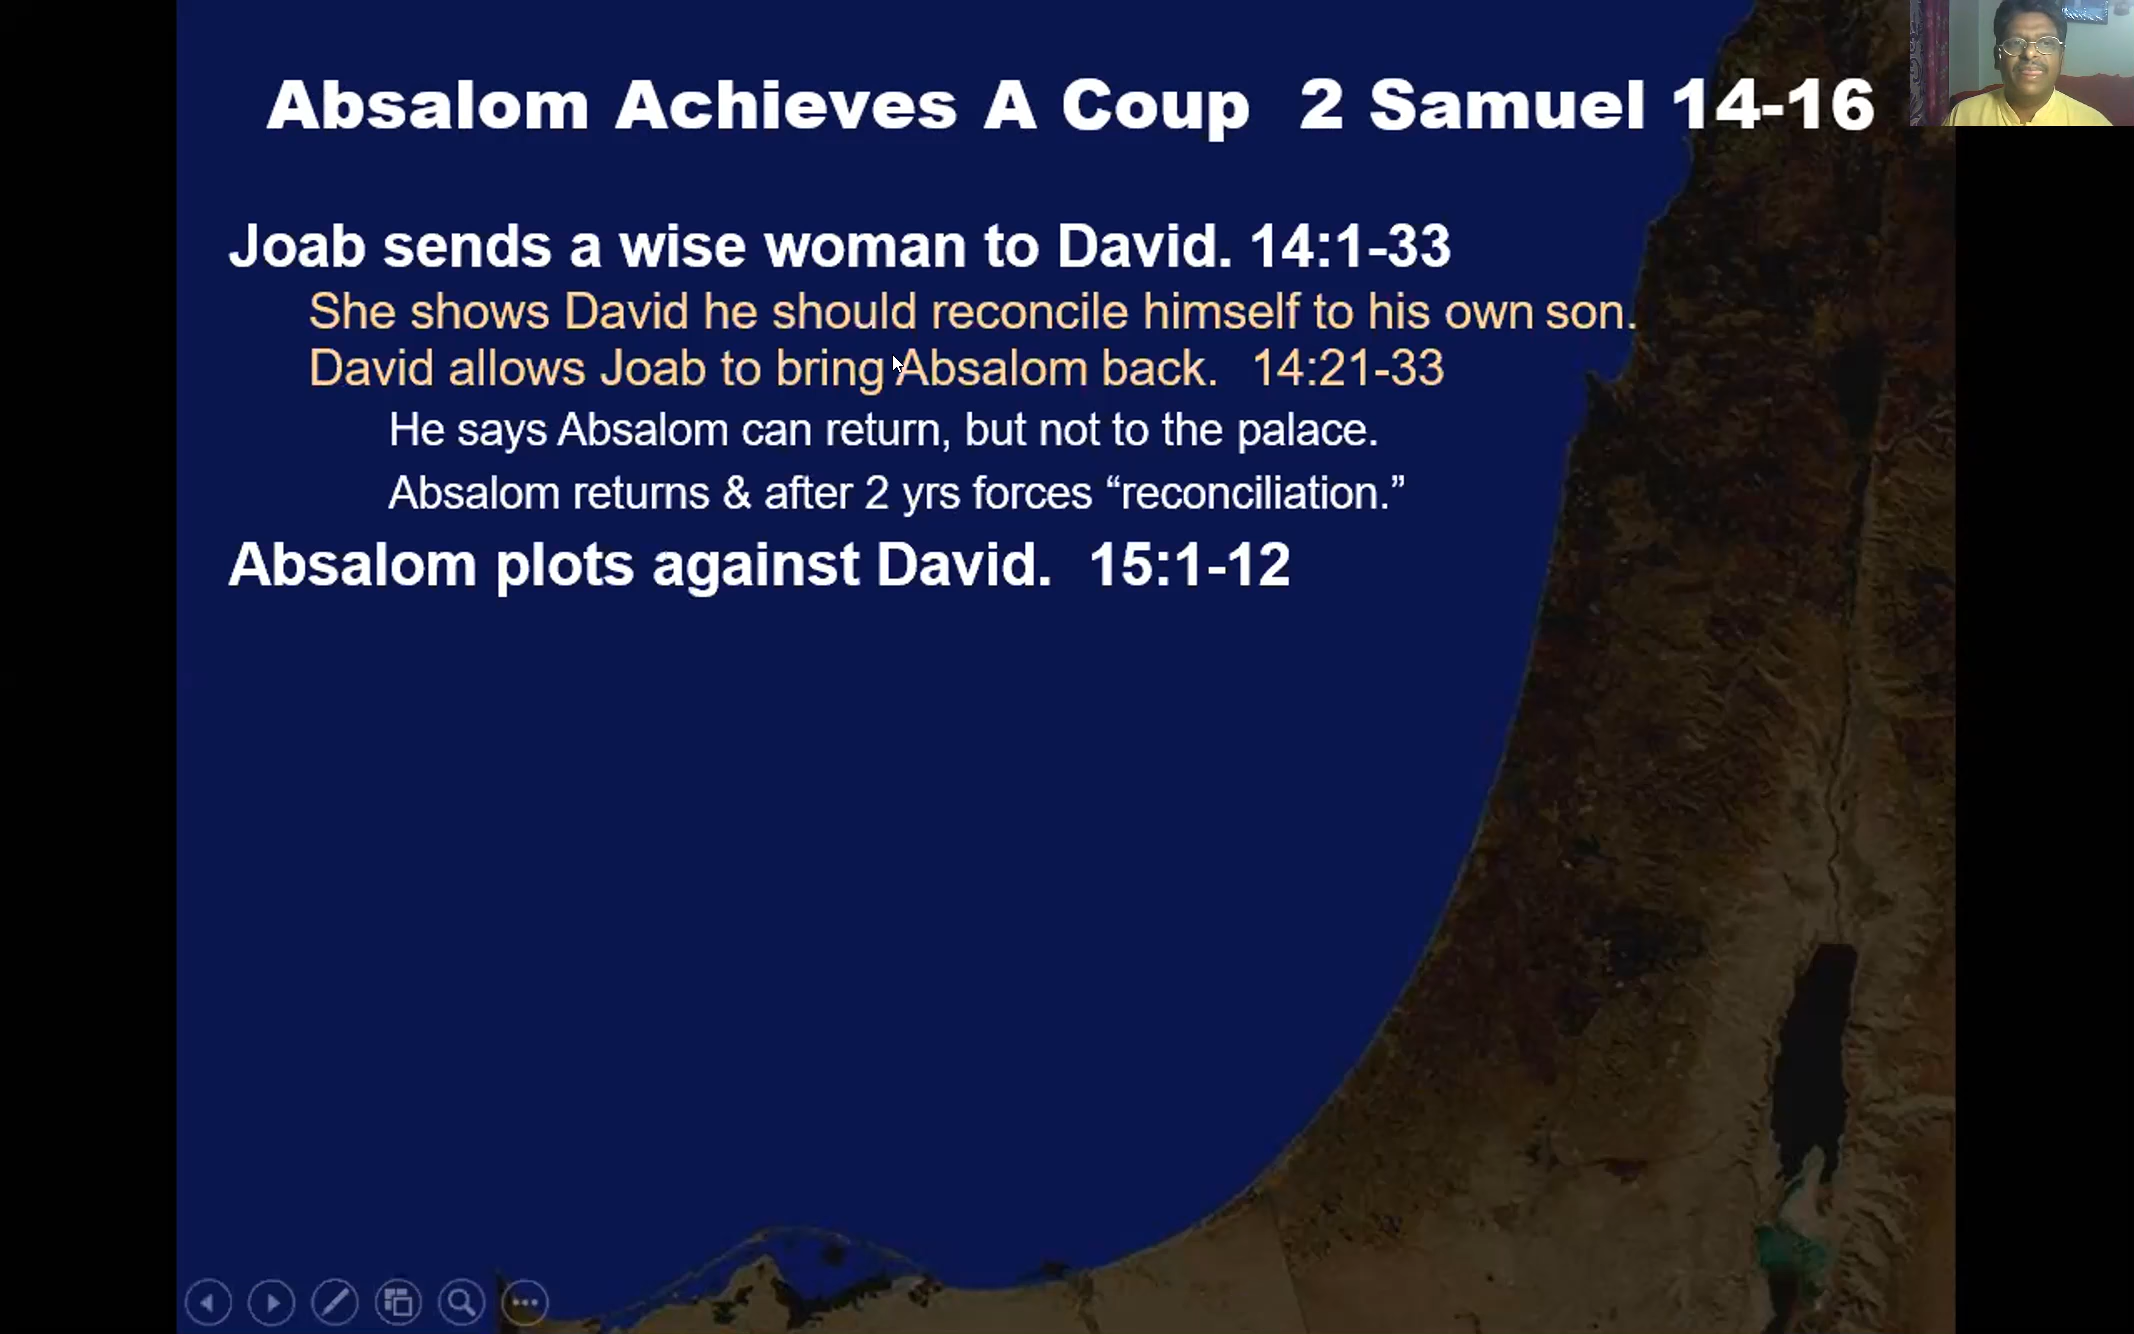 Absalom Achieves A Coup 2 Samuel 14-16
Joab sends a wise woman to David. 14:1-33
She shows David he should reconcile himself to his own son.
David allows Joab to bring Absalom back. 14:21-33
He says Absalom can return, but not to the palace.
Absalom returns & after 2 yrs forces “reconciliation.”
Absalom plots against David. 15:1-12